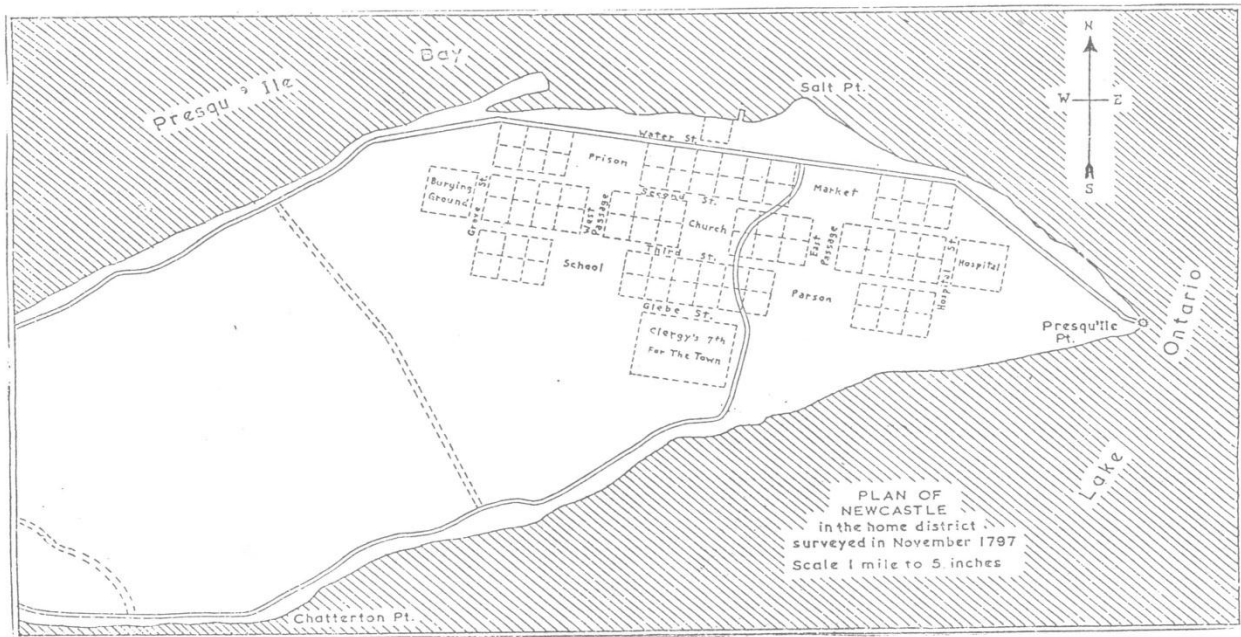 Presqu'Ile
Bay
N
W E
S
Salt Pt.
Water St.
Prison
Market
Burying
Ground
Grove St.
West
Passage
Second St.
Church
East
Passage
Hospital St.
Hospital
School
Third St.
Parson
Glebe St.
Clergy's 7th
For The Town
Presqu'Ile
Pt.
Lake Ontario
PLAN OF
NEWCASTLE
in the home district
surveyed in November 1797
Scale 1 mile to 5 inches
Chatterton Pt.